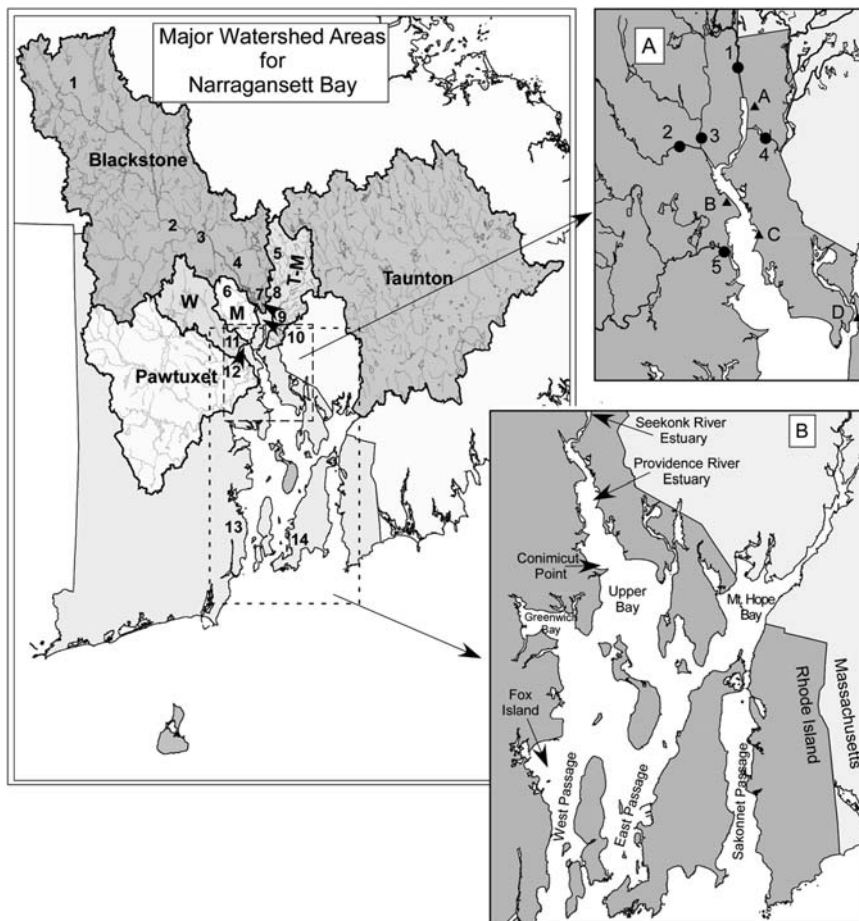 Major Watershed Areas
for
Narragansett Bay
1
Blackstone
2
3
4
5
T-M
Taunton
W
6
M
7
8
9
10
11
12
Pawtuxet
13
14
A
1
A
2
3
4
B
C
5
D
B
Seekonk River
Estuary
Providence River
Estuary
Conimicut
Point
Upper
Bay
Mt. Hope
Bay
Greenwich
Bay
Fox
Island
West Passage
East Passage
Sakonnet Passage
Rhode Island
Massachusetts